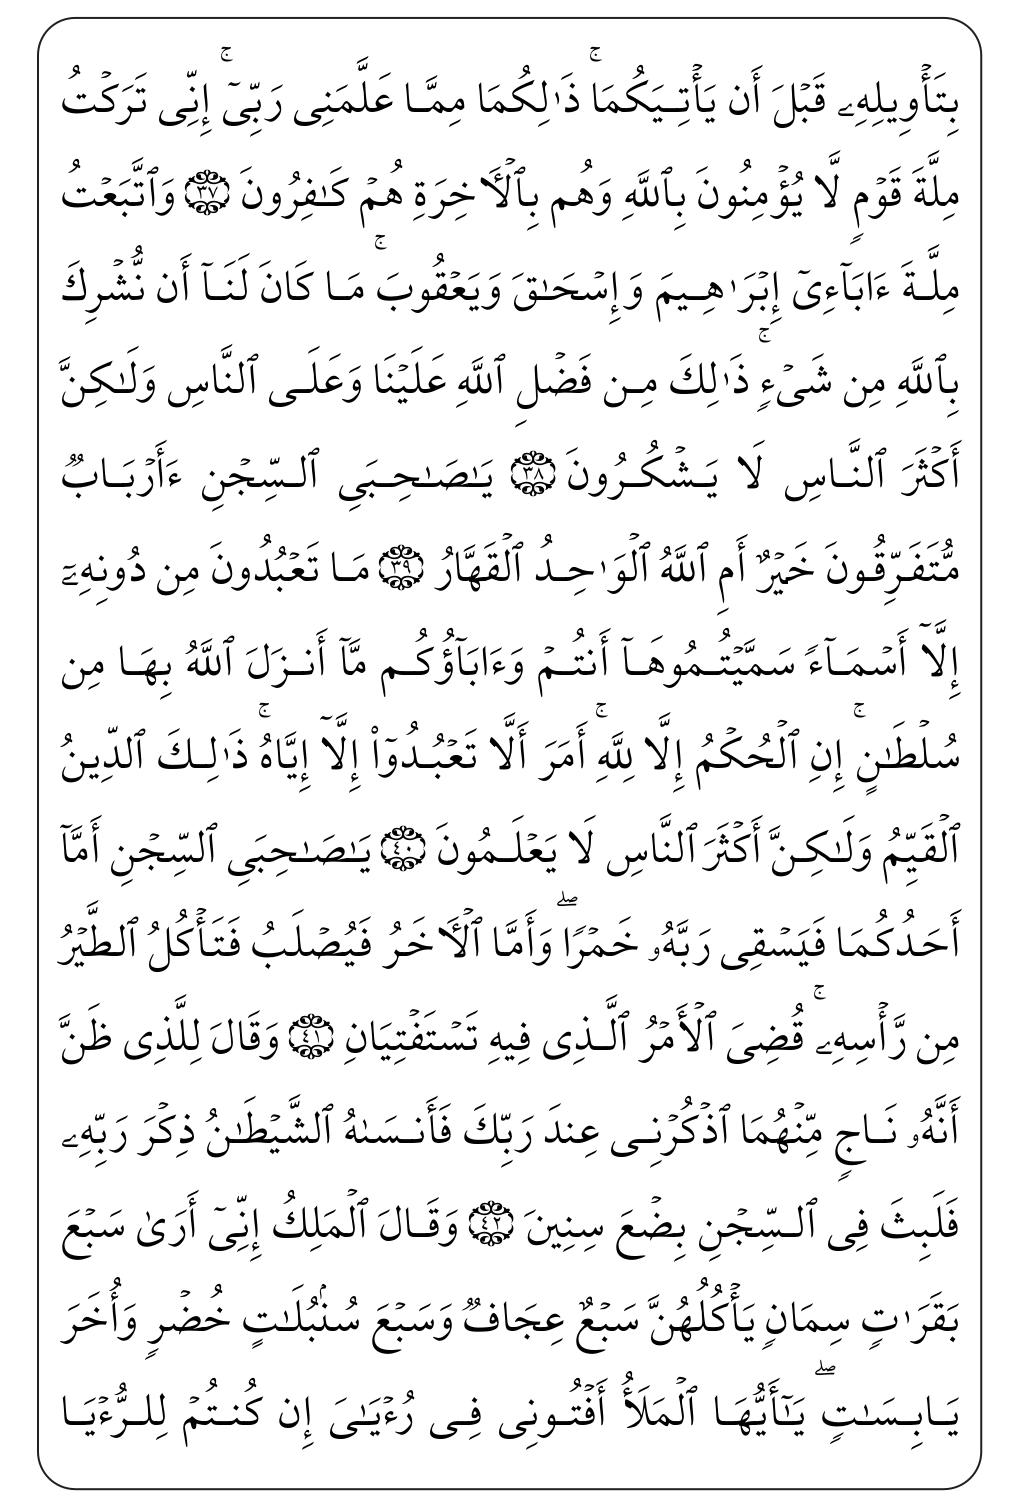 بِتَأۡوِيلِهِۦ قَبۡلَ أَن يَأۡتِيَكُمَاۚ ذَٰلِكُمَا مِمَّا عَلَّمَنِي رَبِّيٓۚ إِنِّي تَرَكۡتُ
مِلَّةَ قَوۡمٖ لَّا يُؤۡمِنُونَ بِٱللَّهِ وَهُم بِٱلۡأٓخِرَةِ هُمۡ كَٰفِرُونَ ٣٧ وَٱتَّبَعۡتُ
مِلَّةَ ءَابَآءِيٓ إِبۡرَٰهِيمَ وَإِسۡحَٰقَ وَيَعۡقُوبَۚ مَا كَانَ لَنَآ أَن نُّشۡرِكَ
بِٱللَّهِ مِن شَيۡءٖۚ ذَٰلِكَ مِن فَضۡلِ ٱللَّهِ عَلَيۡنَا وَعَلَى ٱلنَّاسِ وَلَٰكِنَّ
أَكۡثَرَ ٱلنَّاسِ لَا يَشۡكُرُونَ ٣٨ يَٰصَٰحِبَيِ ٱلسِّجۡنِ ءَأَرۡبَابٞ
مُّتَفَرِّقُونَ خَيۡرٌ أَمِ ٱللَّهُ ٱلۡوَٰحِدُ ٱلۡقَهَّارُ ٣٩ مَا تَعۡبُدُونَ مِن دُونِهِۦٓ
إِلَّآ أَسۡمَآءٗ سَمَّيۡتُمُوهَآ أَنتُمۡ وَءَابَآؤُكُم مَّآ أَنزَلَ ٱللَّهُ بِهَا مِن
سُلۡطَٰنٍۚ إِنِ ٱلۡحُكۡمُ إِلَّا لِلَّهِۚ أَمَرَ أَلَّا تَعۡبُدُوٓاْ إِلَّآ إِيَّاهُۚ ذَٰلِكَ ٱلدِّينُ
ٱلۡقَيِّمُ وَلَٰكِنَّ أَكۡثَرَ ٱلنَّاسِ لَا يَعۡلَمُونَ ٤٠ يَٰصَٰحِبَيِ ٱلسِّجۡنِ أَمَّآ
أَحَدُكُمَا فَيَسۡقِي رَبَّهُۥ خَمۡرٗاۖ وَأَمَّا ٱلۡأٓخَرُ فَيُصۡلَبُ فَتَأۡكُلُ ٱلطَّيۡرُ
مِن رَّأۡسِهِۦۚ قُضِيَ ٱلۡأَمۡرُ ٱلَّذِي فِيهِ تَسۡتَفۡتِيَانِ ٤١ وَقَالَ لِلَّذِي ظَنَّ
أَنَّهُۥ نَاجٖ مِّنۡهُمَا ٱذۡكُرۡنِي عِندَ رَبِّكَ فَأَنسَىٰهُ ٱلشَّيۡطَٰنُ ذِكۡرَ رَبِّهِۦ
فَلَبِثَ فِي ٱلسِّجۡنِ بِضۡعَ سِنِينَ ٤٢ وَقَالَ ٱلۡمَلِكُ إِنِّيٓ أَرَىٰ سَبۡعَ
بَقَرَٰتٖ سِمَانٖ يَأۡكُلُهُنَّ سَبۡعٌ عِجَافٞ وَسَبۡعَ سُنۢبُلَٰتٍ خُضۡرٖ وَأُخَرَ
يَابِسَٰتٖۖ يَٰٓأَيُّهَا ٱلۡمَلَأُ أَفۡتُونِي فِي رُءۡيَٰيَ إِن كُنتُمۡ لِلرُّءۡيَا